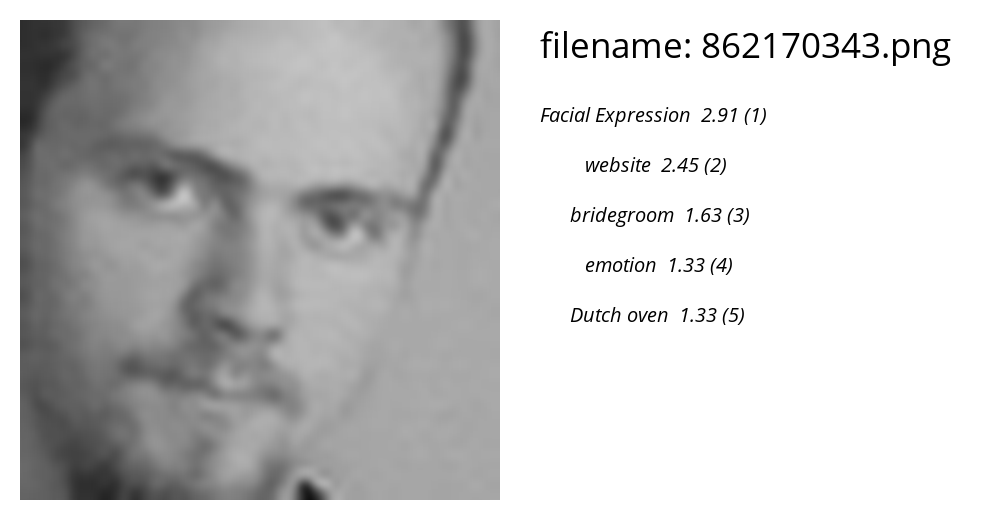 filename: 862170343.png
Facial Expression 2.91 (1)
website 2.45 (2)
bridegroom 1.63 (3)
emotion 1.33 (4)
Dutch oven 1.33 (5)